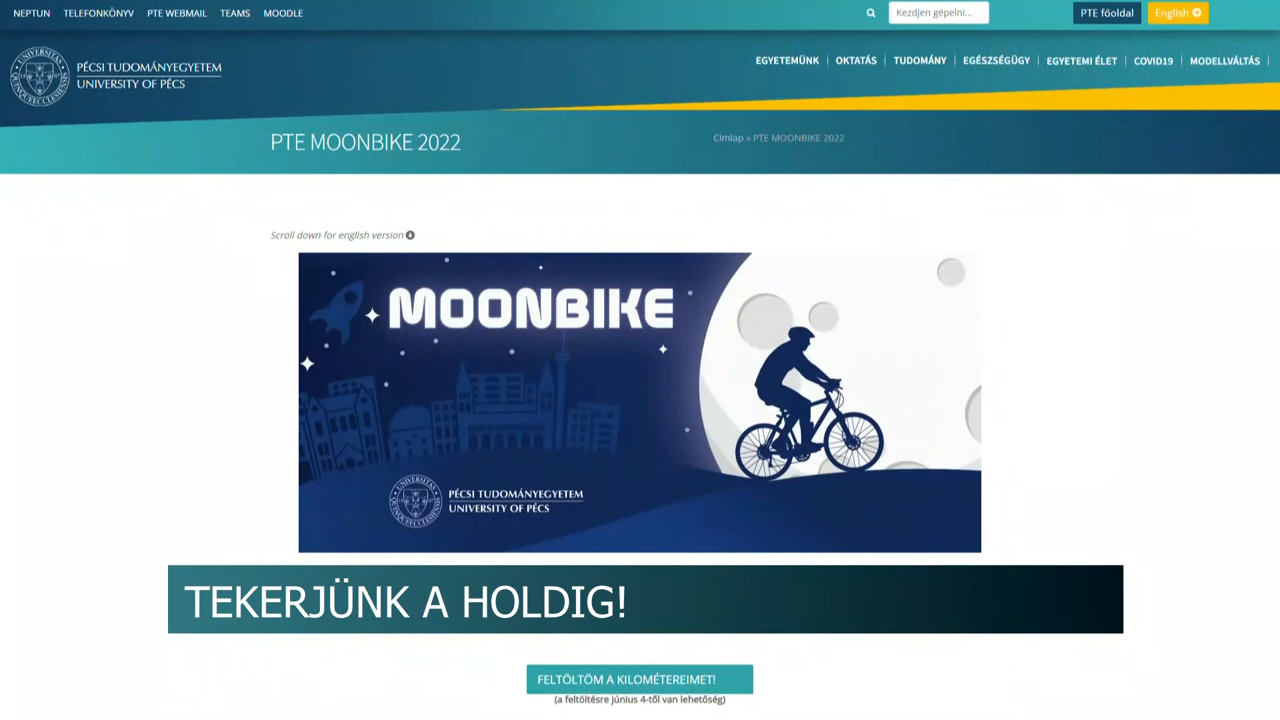 NEPTUN TELEFONKÖNYV PTE WEBMAIL TEAMS MOODLE Kezdjen gépelni... PTE főoldal English
PÉCSI TUDOMÁNYEGYETEM
UNIVERSITY OF PÉCS
EGYETEMÜNK OKTATÁS TUDOMÁNY EGÉSZSÉGÜGY EGYETEMI ÉLET COVID19 MODELLVÁLTÁS
PTE MOONBIKE 2022 Címlap » PTE MOONBIKE 2022
Scroll down for english version
MOONBIKE
PÉCSI TUDOMÁNYEGYETEM
UNIVERSITY OF PÉCS
TEKERJÜNK A HOLDIG!
FELTÖLTÖM A KILOMÉTEREIMET!
(a feltöltésre június 4-től van lehetőség)